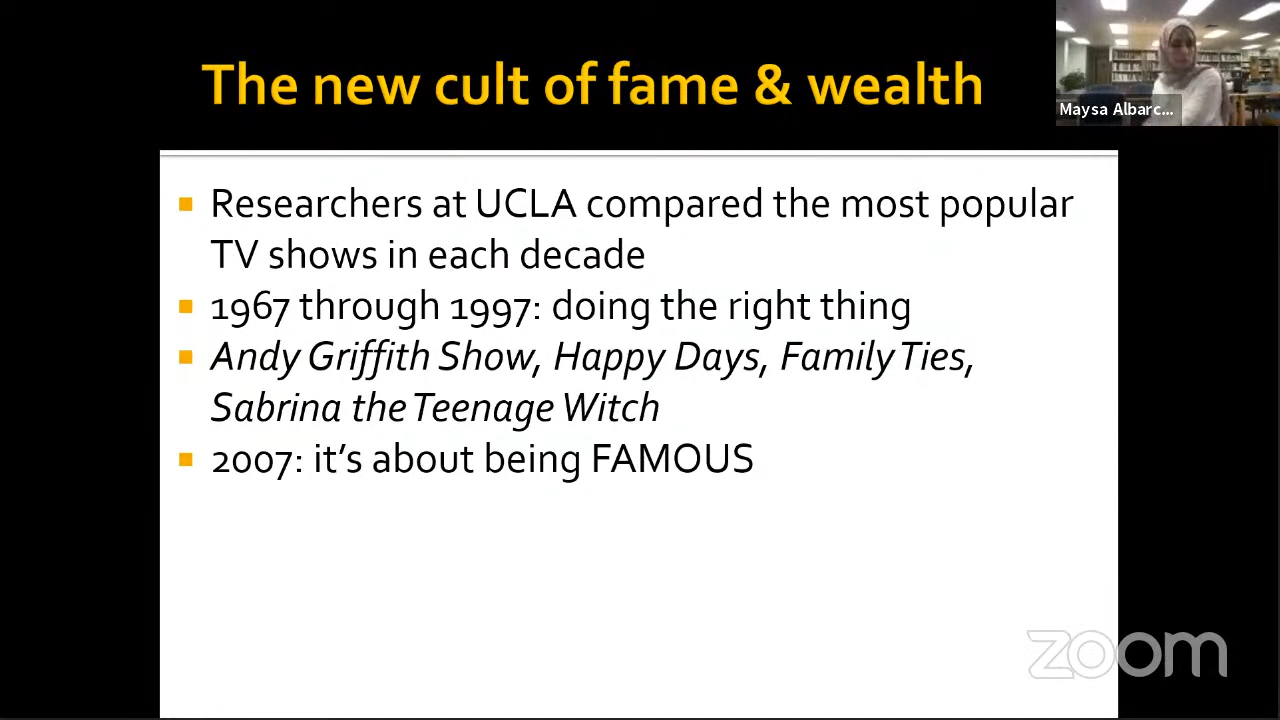 The new cult of fame & wealth
Maysa Albarc...
Researchers at UCLA compared the most popular
TV shows in each decade
1967 through 1997: doing the right thing
Andy Griffith Show, Happy Days, Family Ties,
Sabrina the Teenage Witch
2007: it's about being FAMOUS
zoom